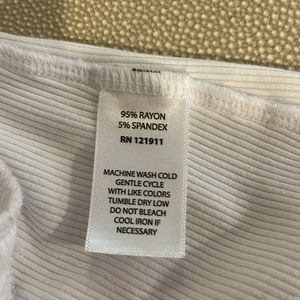 95% RAYON
5% SPANDEX
RN 121911
MACHINE WASH COLD
GENTLE CYCLE
WITH LIKE COLORS
TUMBLE DRY LOW
DO NOT BLEACH
COOL IRON IF
NECESSARY